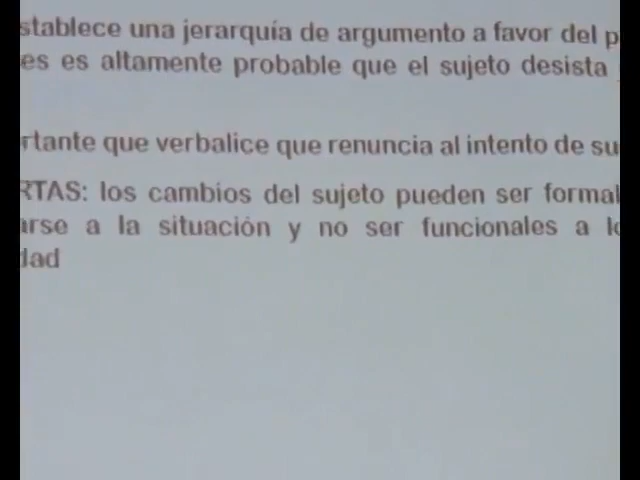 stablece una jerarquía de argumento a favor del p
es es altamente probable que el sujeto desista
rtante que verbalice que renuncia al intento de su
RTAS: los cambios del sujeto pueden ser formal
arse a la situación y no ser funcionales a lo
dad